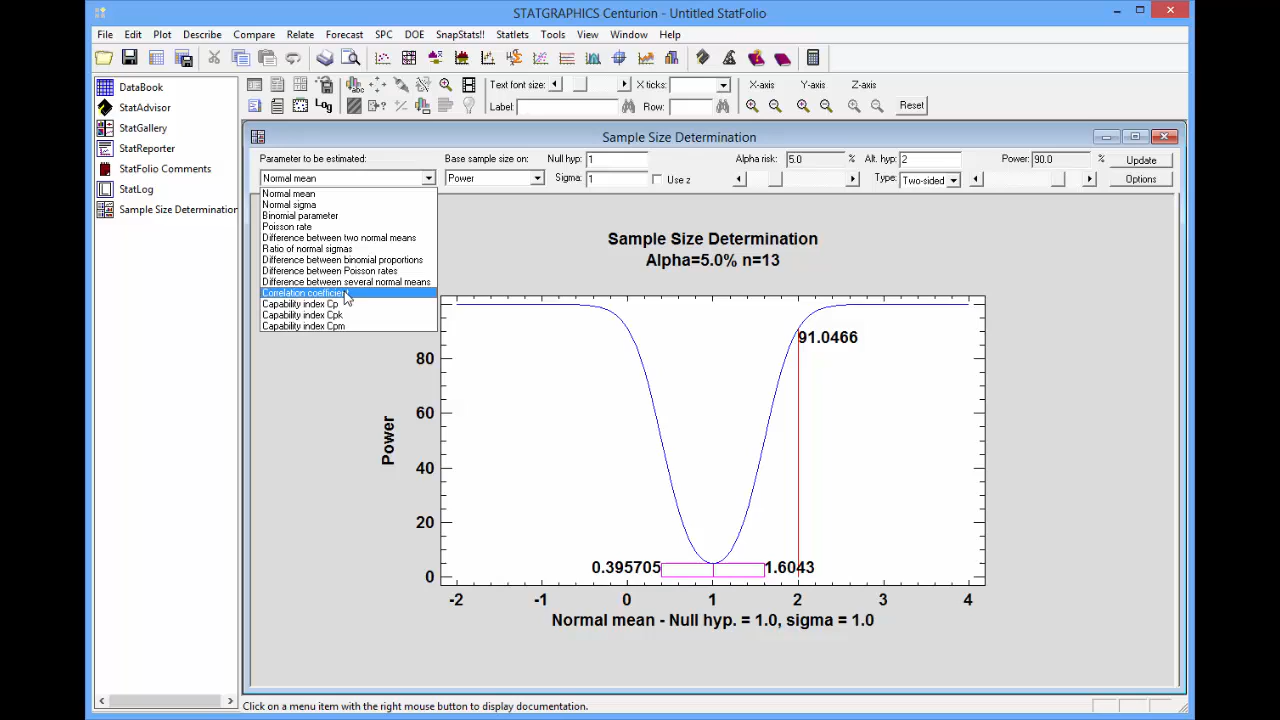 STATGRAPHICS Centurion - Untitled StatFolio
File Edit Plot Describe Compare Relate Forecast SPC DOE SnapStats!! Statlets Tools View Window Help
Text font size: X ticks: X-axis Y-axis Z-axis
Log Label: Row: Reset
DataBook
StatAdvisor
StatGallery
StatReporter
StatFolio Comments
StatLog
Sample Size Determination
Sample Size Determination
Parameter to be estimated: Base sample size on: Null hyp: 1 Alpha risk: 5.0 % Alt. hyp: 2 Power: 90.0 % Update
Normal mean Power Sigma: 1 Use z Type: Two-sided Options
Normal mean
Normal sigma
Binomial parameter
Poisson rate
Difference between two normal means
Ratio of normal sigmas
Difference between binomial proportions
Difference between Poisson rates
Difference between several normal means
Correlation coefficient
Capability index Cp
Capability index Cpk
Capability index Cpm
Sample Size Determination
Alpha=5.0% n=13
91.0466
80
60
40
20
0
Power
0.395705
1.6043
-2 -1 0 1 2 3 4
Normal mean - Null hyp. = 1.0, sigma = 1.0
Click on a menu item with the right mouse button to display documentation.